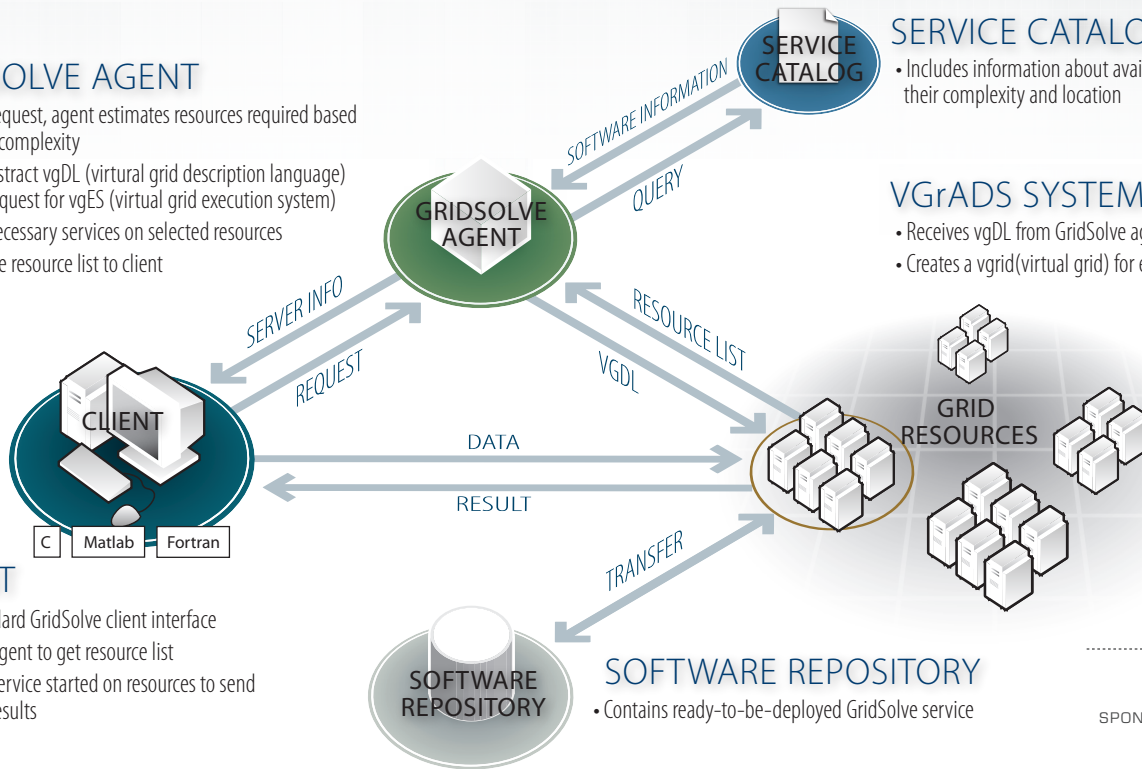 SOLVE AGENT
equest, agent estimates resources required based
complexity
stract vgDL (virtural grid description language)
quest for vgES (virtual grid execution system)
ecessary services on selected resources
e resource list to client
SERVICE
CATALOG
SERVICE CATALO
• Includes information about avai
their complexity and location
SOFTWARE INFORMATION
QUERY
GRIDSOLVE
AGENT
VGrADS SYSTEM
• Receives vgDL from GridSolve ag
• Creates a vgrid(virtual grid) for e
SERVER INFO
REQUEST
RESOURCE LIST
VGDL
CLIENT
GRID
RESOURCES
DATA
RESULT
C
Matlab
Fortran
TRANSFER
T
lard GridSolve client interface
gent to get resource list
ervice started on resources to send
esults
SOFTWARE
REPOSITORY
SOFTWARE REPOSITORY
• Contains ready-to-be-deployed GridSolve service
SPON